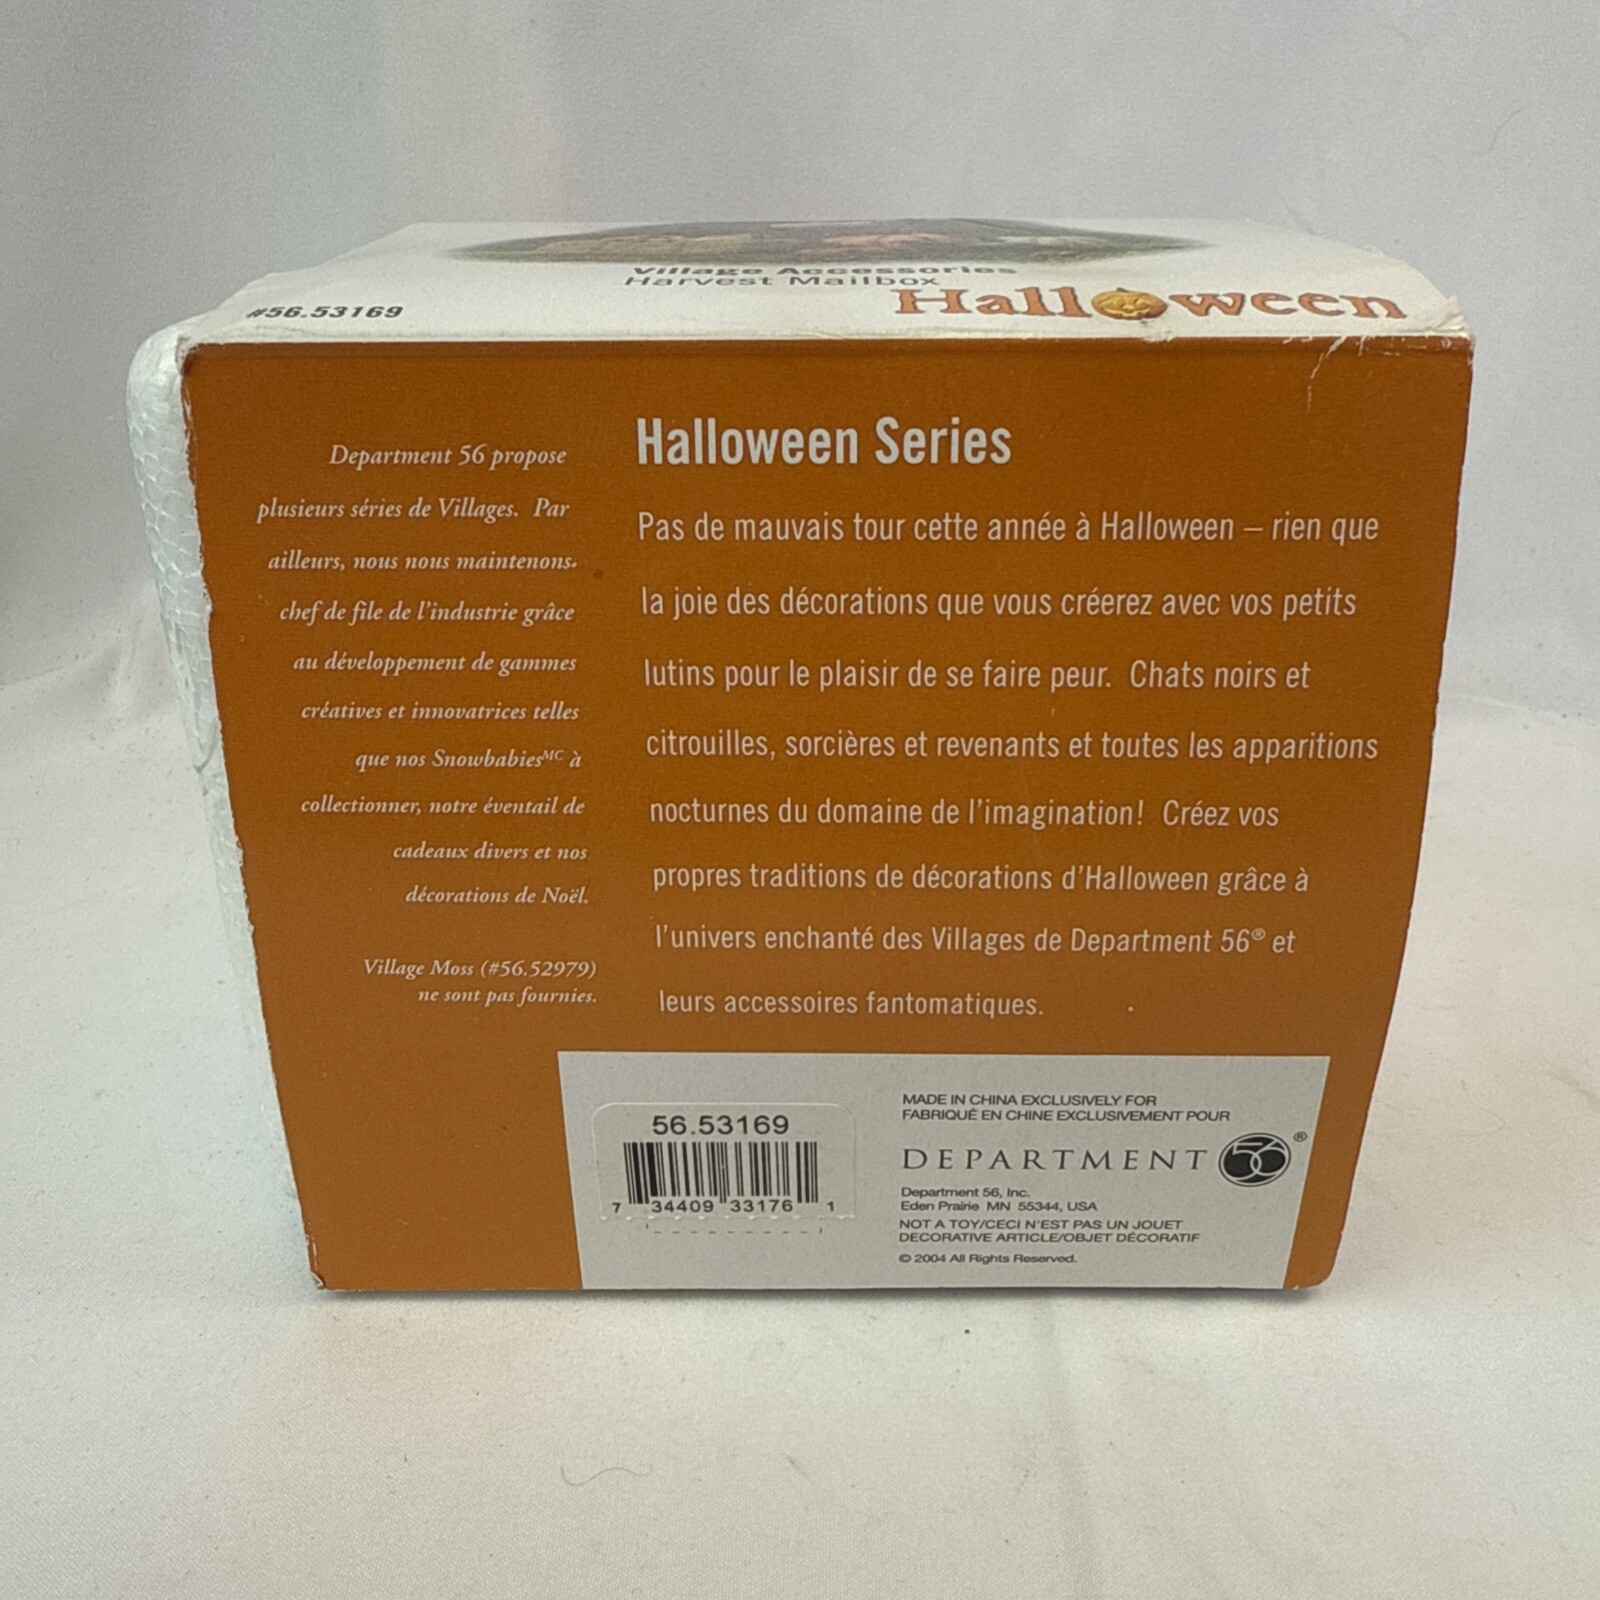 Village Accessories
Harvest Mailbox
#56.53169
Halloween
Department 56 propose
plusieurs séries de Villages. Par
ailleurs, nous nous maintenons
chef de file de l'industrie grâce
au développement de gammes
créatives et innovatrices telles
que nos Snowbabies^MC à
collectionner, notre éventail de
cadeaux divers et nos
décorations de Noël.
Village Moss (#56.52979)
ne sont pas fournies.
Halloween Series
Pas de mauvais tour cette année à Halloween – rien que
la joie des décorations que vous créerez avec vos petits
lutins pour le plaisir de se faire peur. Chats noirs et
citrouilles, sorcières et revenants et toutes les apparitions
nocturnes du domaine de l'imagination! Créez vos
propres traditions de décorations d'Halloween grâce à
l'univers enchanté des Villages de Department 56® et
leurs accessoires fantomatiques.
56.53169
7 34409 33176 1
MADE IN CHINA EXCLUSIVELY FOR
FABRIQUÉ EN CHINE EXCLUSIVEMENT POUR
DEPARTMENT 56®
Department 56, Inc.
Eden Prairie MN 55344, USA
NOT A TOY/CECI N'EST PAS UN JOUET
DECORATIVE ARTICLE/OBJET DÉCORATIF
© 2004 All Rights Reserved.